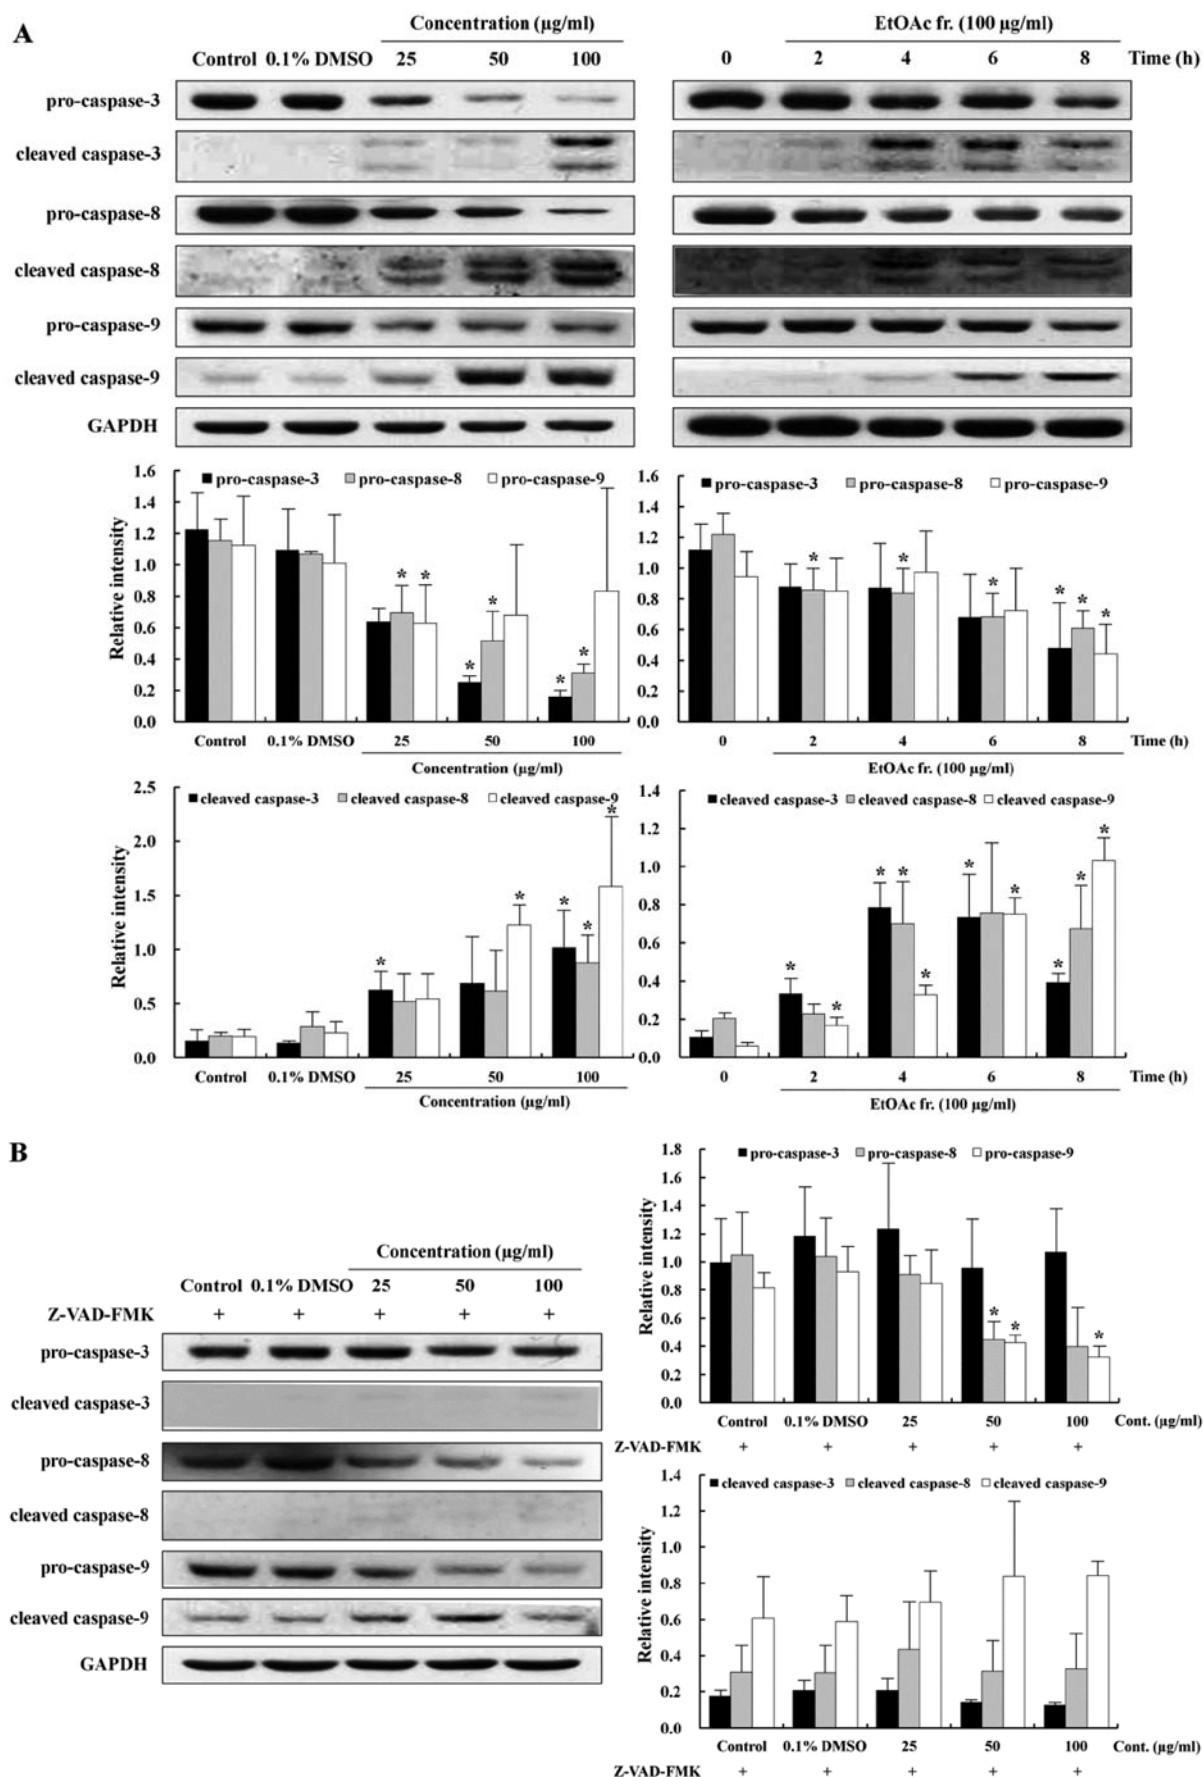 A
Concentration (µg/ml)
EtOAc fr. (100 µg/ml)
Control 0.1% DMSO 25 50 100
0 2 4 6 8 Time (h)
pro-caspase-3
cleaved caspase-3
pro-caspase-8
cleaved caspase-8
pro-caspase-9
cleaved caspase-9
GAPDH
pro-caspase-3 pro-caspase-8 pro-caspase-9
Relative intensity
1.6
1.4
1.2
1.0
0.8
0.6
0.4
0.2
0.0
* * * * * *
Control 0.1% DMSO 25 50 100
Concentration (µg/ml)
pro-caspase-3 pro-caspase-8 pro-caspase-9
1.6
1.4
1.2
1.0
0.8
0.6
0.4
0.2
0.0
* * * * * *
0 2 4 6 8 Time (h)
EtOAc fr. (100 µg/ml)
cleaved caspase-3 cleaved caspase-8 cleaved caspase-9
Relative intensity
2.5
2.0
1.5
1.0
0.5
0.0
* * * * *
Control 0.1% DMSO 25 50 100
Concentration (µg/ml)
cleaved caspase-3 cleaved caspase-8 cleaved caspase-9
1.4
1.2
1.0
0.8
0.6
0.4
0.2
0.0
* * * * * * * * * *
0 2 4 6 8 Time (h)
EtOAc fr. (100 µg/ml)
B
Concentration (µg/ml)
Control 0.1% DMSO 25 50 100
Z-VAD-FMK + + + + +
pro-caspase-3
cleaved caspase-3
pro-caspase-8
cleaved caspase-8
pro-caspase-9
cleaved caspase-9
GAPDH
pro-caspase-3 pro-caspase-8 pro-caspase-9
Relative intensity
1.8
1.6
1.4
1.2
1.0
0.8
0.6
0.4
0.2
0.0
* * *
Control 0.1% DMSO 25 50 100 Cont. (µg/ml)
Z-VAD-FMK + + + + +
cleaved caspase-3 cleaved caspase-8 cleaved caspase-9
Relative intensity
1.4
1.2
1.0
0.8
0.6
0.4
0.2
0.0
Control 0.1% DMSO 25 50 100 Cont. (µg/ml)
Z-VAD-FMK + + + + +